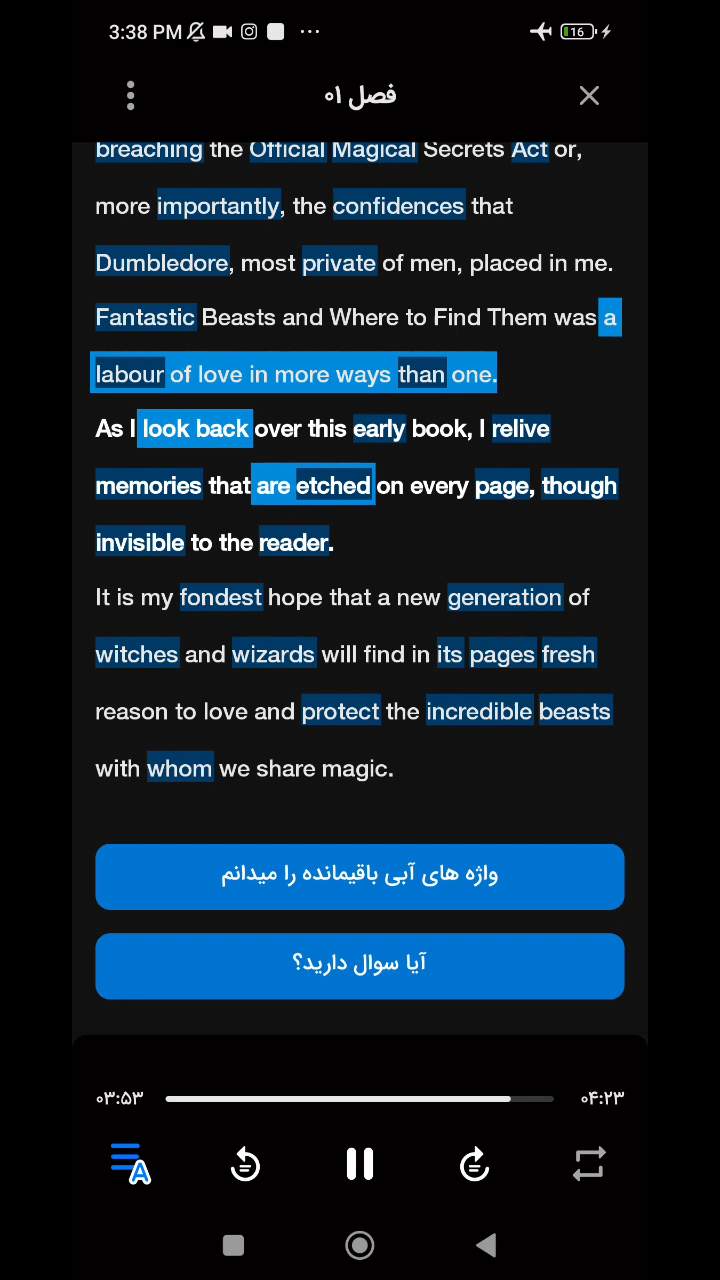 3:38 PM ... 16
فصل ۰۱
breaching the Official Magical Secrets Act or,
more importantly, the confidences that
Dumbledore, most private of men, placed in me.
Fantastic Beasts and Where to Find Them was a
labour of love in more ways than one.
As I look back over this early book, I relive
memories that are etched on every page, though
invisible to the reader.
It is my fondest hope that a new generation of
witches and wizards will find in its pages fresh
reason to love and protect the incredible beasts
with whom we share magic.
واژه های آبی باقیمانده را میدانم
آیا سوال دارید؟
۰۳:۵۳ ۰۴:۲۳
A